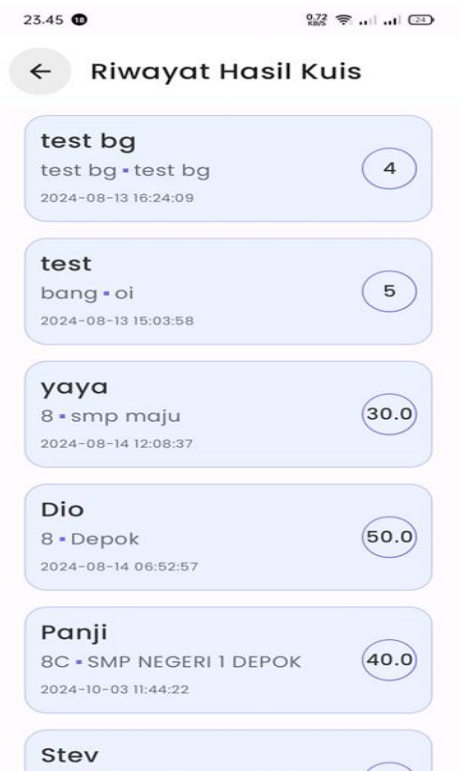 23.45 18 0.72 KB/S 24
Riwayat Hasil Kuis
test bg
test bg ▪ test bg
4
2024-08-13 16:24:09
test
bang ▪ oi
5
2024-08-13 15:03:58
yaya
8 ▪ smp maju
30.0
2024-08-14 12:08:37
Dio
8 ▪ Depok
50.0
2024-08-14 06:52:57
Panji
8C ▪ SMP NEGERI 1 DEPOK
40.0
2024-10-03 11:44:22
Stev